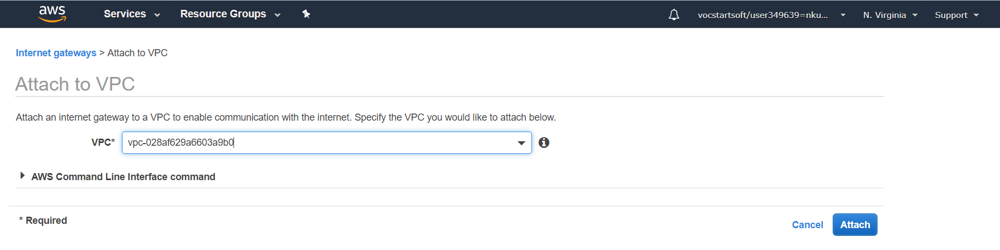 aws Services Resource Groups vocstartsoft/user349639=nku... N. Virginia Support
Internet gateways > Attach to VPC
Attach to VPC
Attach an internet gateway to a VPC to enable communication with the internet. Specify the VPC you would like to attach below.
VPC* vpc-028af629a6603a9b0
AWS Command Line Interface command
* Required
Cancel Attach